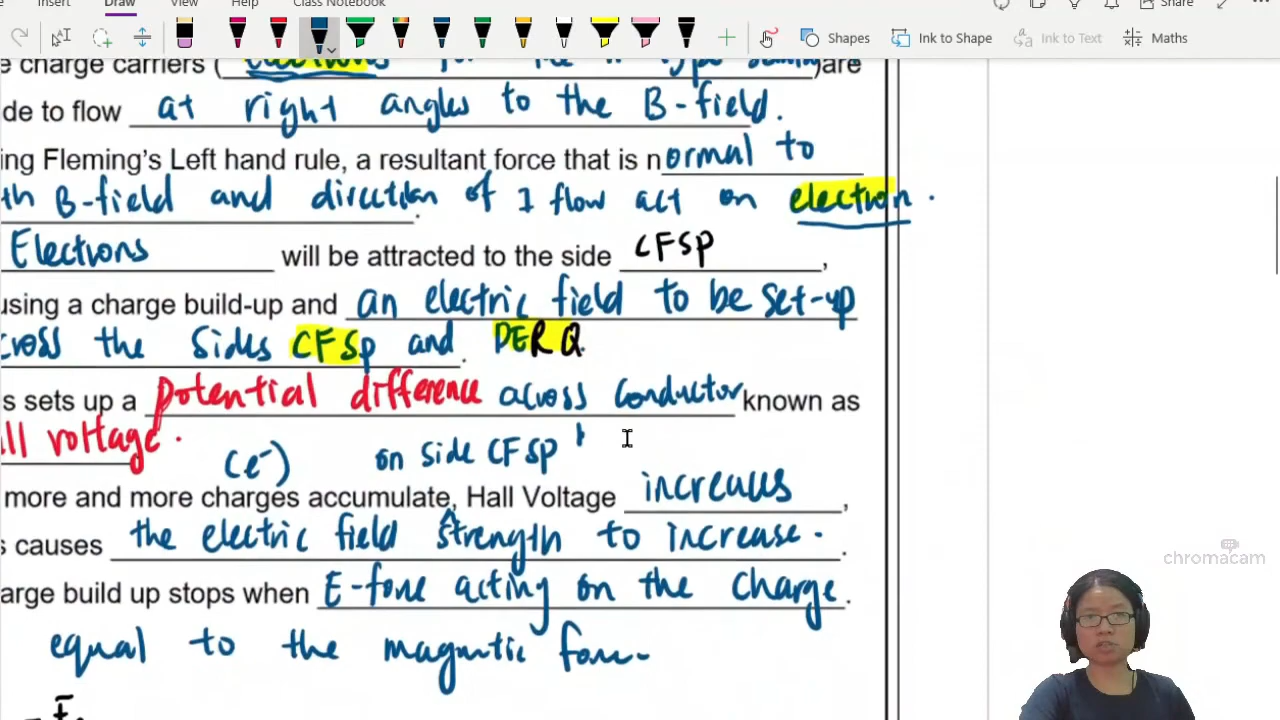 Insert Draw View Help Class Notebook Share
Shapes Ink to Shape Ink to Text Maths
e charge carriers ( electrons for the n type )are
de to flow at right angles to the B-field.
ing Fleming's Left hand rule, a resultant force that is normal to
th B-field and direction of I flow act on electron.
Electrons will be attracted to the side CFSP ,
using a charge build-up and an electric field to be set-up
cross the sides CFSp and DERQ.
s sets up a potential difference across conductor known as
all voltage.
(e-) on side CFSP
more and more charges accumulate, Hall Voltage increases ,
s causes the electric field strength to increase.
arge build up stops when E-force acting on the charge.
equal to the magnetic force.
chromacam